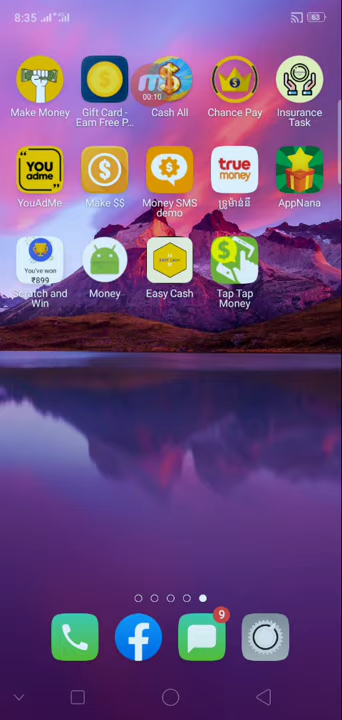 8:35
63
00:10
Make Money
Gift Card -
Earn Free P...
Cash All
Chance Pay
Insurance
Task
YOU
adme
true
money
YouAdMe
Make $$
Money SMS
demo
AppNana
You've won
₹899
EASY CASH
Scratch and
Win
Money
Easy Cash
Tap Tap
Money
9